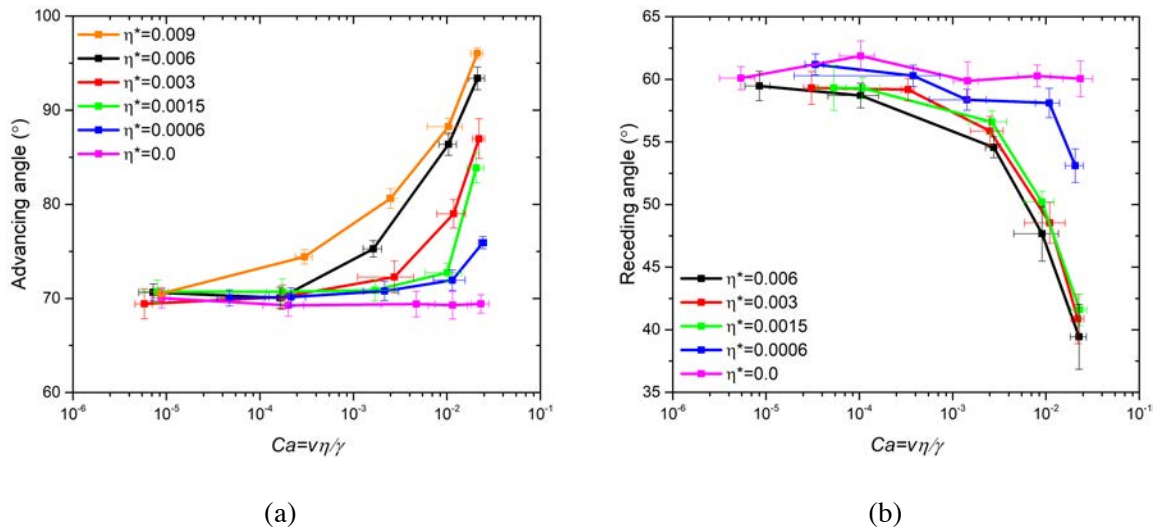 100
90
80
70
60
Advancing angle (°)
η*=0.009
η*=0.006
η*=0.003
η*=0.0015
η*=0.0006
η*=0.0
10⁻⁶ 10⁻⁵ 10⁻⁴ 10⁻³ 10⁻² 10⁻¹
Ca=vη/γ
(a)
65
60
55
50
45
40
35
Receding angle (°)
η*=0.006
η*=0.003
η*=0.0015
η*=0.0006
η*=0.0
10⁻⁶ 10⁻⁵ 10⁻⁴ 10⁻³ 10⁻² 10⁻¹
Ca=vη/γ
(b)